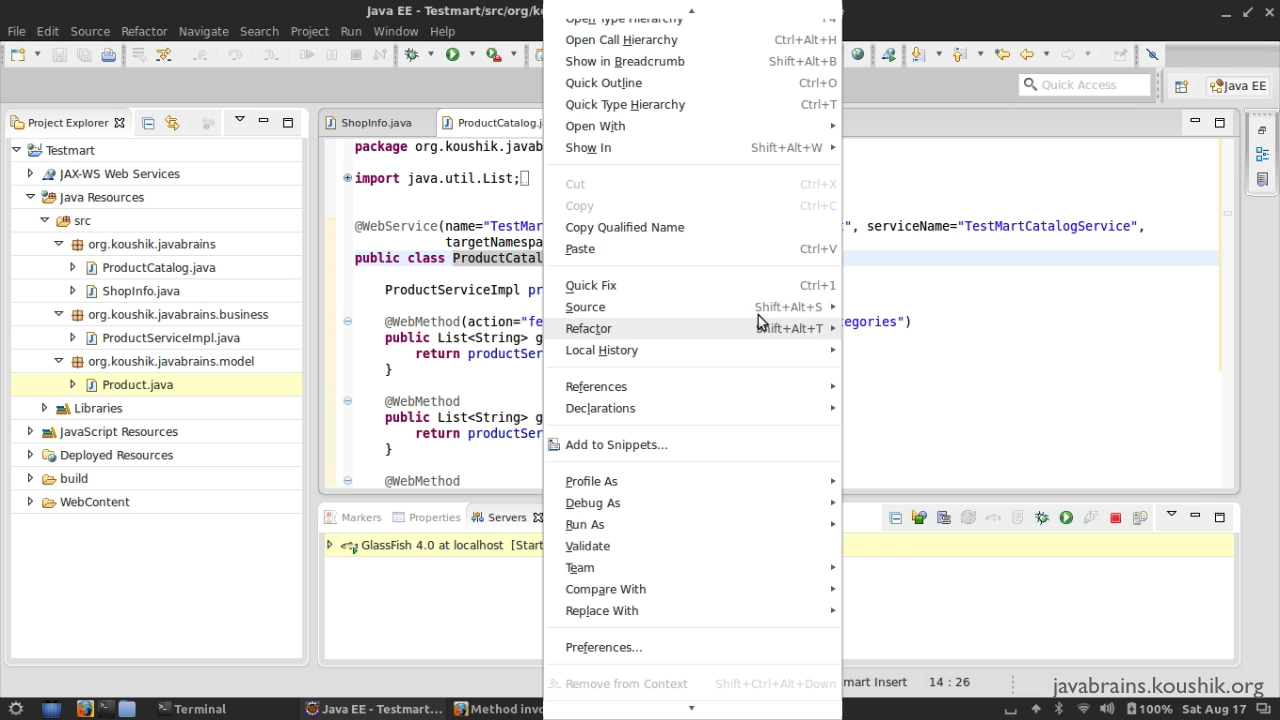 Java EE - Testmart/src/org/ko
File Edit Source Refactor Navigate Search Project Run Window Help
Quick Access
Java EE
Project Explorer
Testmart
JAX-WS Web Services
Java Resources
src
org.koushik.javabrains
ProductCatalog.java
ShopInfo.java
org.koushik.javabrains.business
ProductServiceImpl.java
org.koushik.javabrains.model
Product.java
Libraries
JavaScript Resources
Deployed Resources
build
WebContent
ShopInfo.java
ProductCatalog.j
package org.koushik.javab
import java.util.List;
@WebService(name="TestMar
", serviceName="TestMartCatalogService",
targetNamespa
public class ProductCatal
ProductServiceImpl pr
@WebMethod(action="fe
egories")
public List<String> g
return productSer
}
@WebMethod
public List<String> g
return productSer
}
@WebMethod
Open Type Hierarchy F4
Open Call Hierarchy Ctrl+Alt+H
Show in Breadcrumb Shift+Alt+B
Quick Outline Ctrl+O
Quick Type Hierarchy Ctrl+T
Open With
Show In Shift+Alt+W
Cut Ctrl+X
Copy Ctrl+C
Copy Qualified Name
Paste Ctrl+V
Quick Fix Ctrl+1
Source Shift+Alt+S
Refactor Shift+Alt+T
Local History
References
Declarations
Add to Snippets...
Profile As
Debug As
Run As
Validate
Team
Compare With
Replace With
Preferences...
Remove from Context Shift+Ctrl+Alt+Down
Markers Properties Servers
GlassFish 4.0 at localhost [Start
mart Insert 14 : 26
javabrains.koushik.org
Terminal
Java EE - Testmart...
Method invo
100% Sat Aug 17